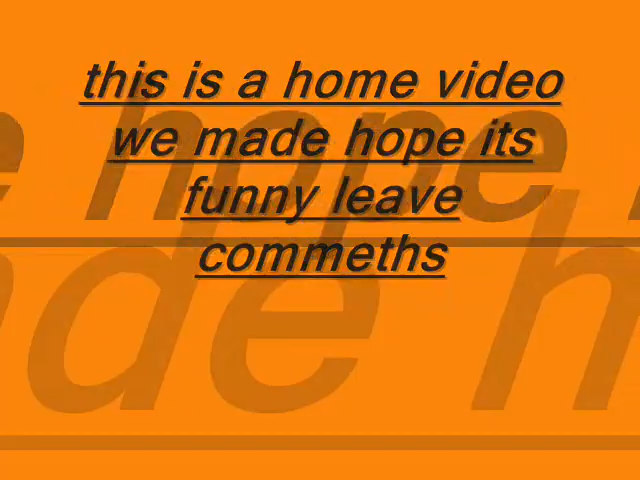 this is a home video
we made hope its
funny leave
commeths